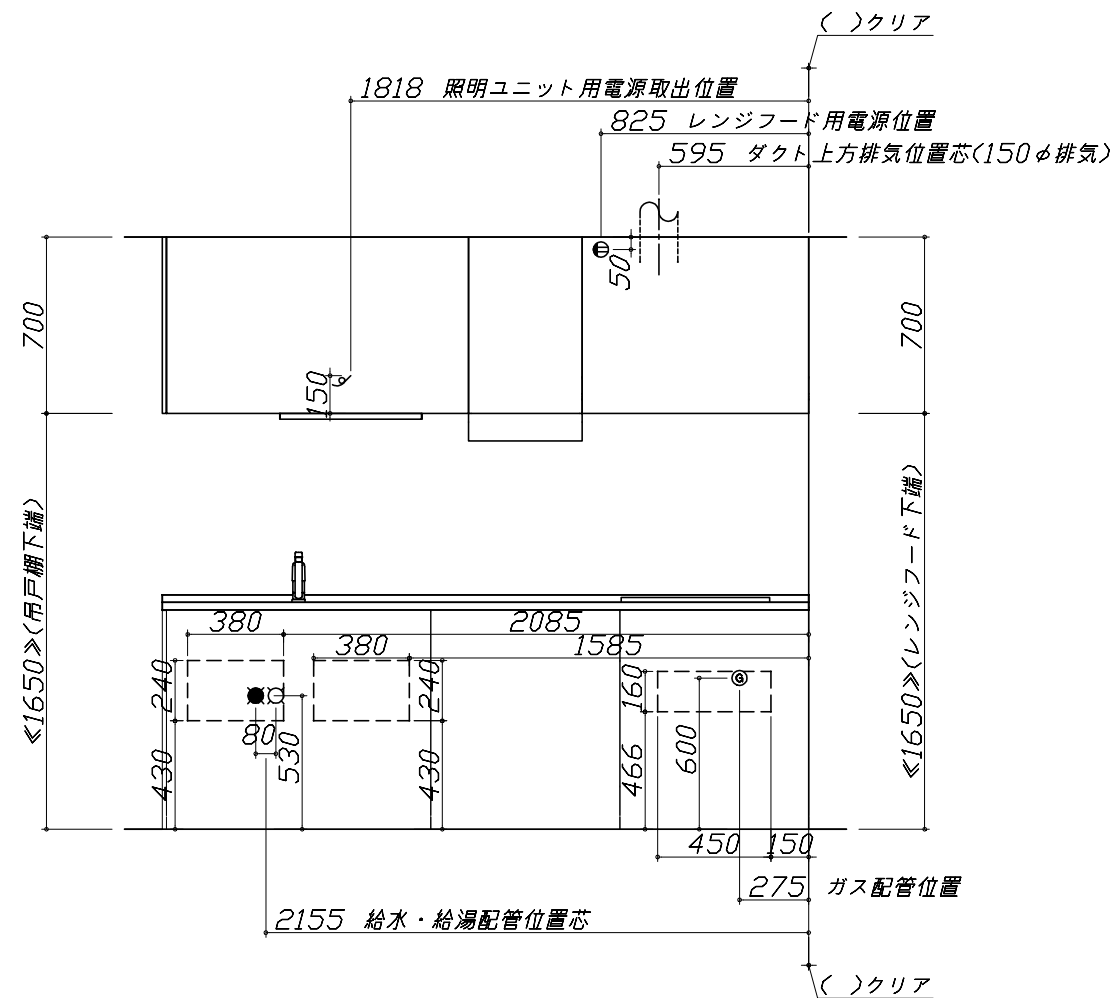 ( )クリア
1818 照明ユニット用電源取出位置
825 レンジフード用電源位置
595 ダクト上方排気位置芯(150φ排気)
50
700
700
150
≪1650≫(吊戸棚下端)
≪1650≫(レンジフード下端)
380
2085
380
1585
240
240
160
G
80
530
600
430
430
466
450
150
275 ガス配管位置
2155 給水・給湯配管位置芯
( )クリア